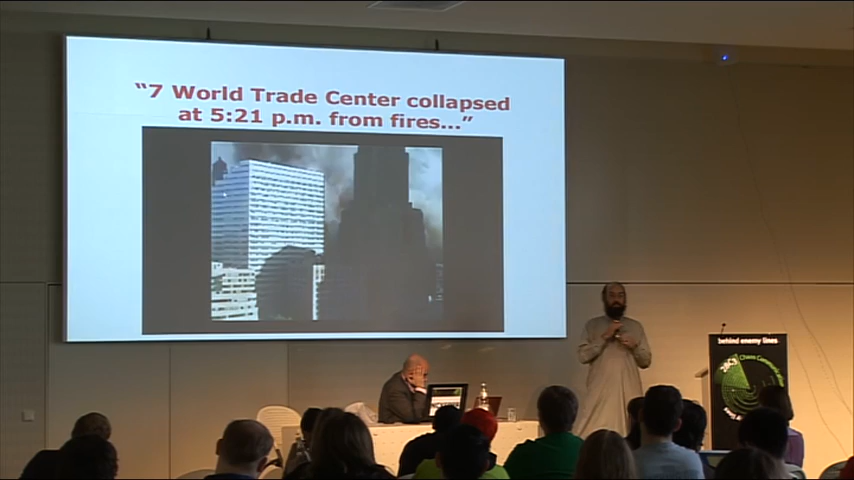 “7 World Trade Center collapsed
at 5:21 p.m. from fires...”
behind enemy lines